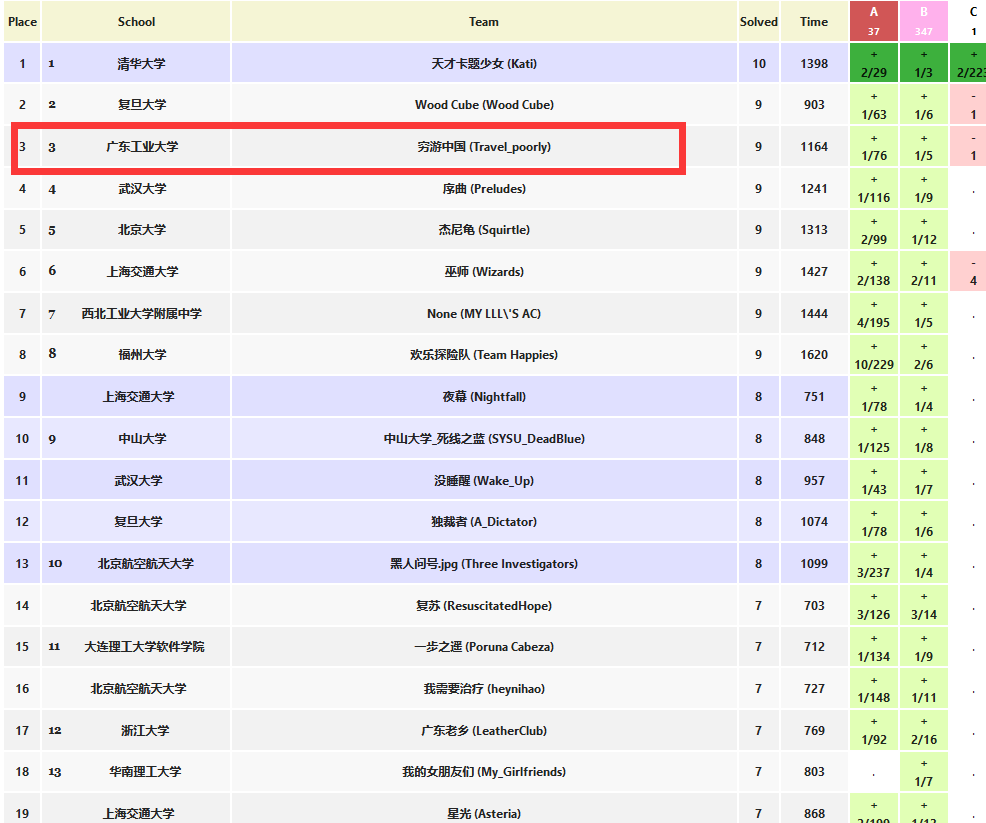 Place School Team Solved Time A B C
37 347 1
1 1 清华大学 天才卡题少女 (Kati) 10 1398 + + +
2/29 1/3 2/223
2 2 复旦大学 Wood Cube (Wood Cube) 9 903 + + -
1/63 1/6 1
3 3 广东工业大学 穷游中国 (Travel_poorly) 9 1164 + + -
1/76 1/5 1
4 4 武汉大学 序曲 (Preludes) 9 1241 + + .
1/116 1/9
5 5 北京大学 杰尼龟 (Squirtle) 9 1313 + + .
2/99 1/12
6 6 上海交通大学 巫师 (Wizards) 9 1427 + + -
2/138 2/11 4
7 7 西北工业大学附属中学 None (MY LLL\'S AC) 9 1444 + + .
4/195 1/5
8 8 福州大学 欢乐探险队 (Team Happies) 9 1620 + + .
10/229 2/6
9 上海交通大学 夜幕 (Nightfall) 8 751 + + .
1/78 1/4
10 9 中山大学 中山大学_死线之蓝 (SYSU_DeadBlue) 8 848 + + .
1/125 1/8
11 武汉大学 没睡醒 (Wake_Up) 8 957 + + .
1/43 1/7
12 复旦大学 独裁者 (A_Dictator) 8 1074 + + .
1/78 1/6
13 10 北京航空航天大学 黑人问号.jpg (Three Investigators) 8 1099 + + .
3/237 1/4
14 北京航空航天大学 复苏 (ResuscitatedHope) 7 703 + + .
3/126 3/14
15 11 大连理工大学软件学院 一步之遥 (Poruna Cabeza) 7 712 + + .
1/134 1/9
16 北京航空航天大学 我需要治疗 (heynihao) 7 727 + + .
1/148 1/11
17 12 浙江大学 广东老乡 (LeatherClub) 7 769 + + .
1/92 2/16
18 13 华南理工大学 我的女朋友们 (My_Girlfriends) 7 803 . + .
1/7
19 上海交通大学 星光 (Asteria) 7 868 + + .